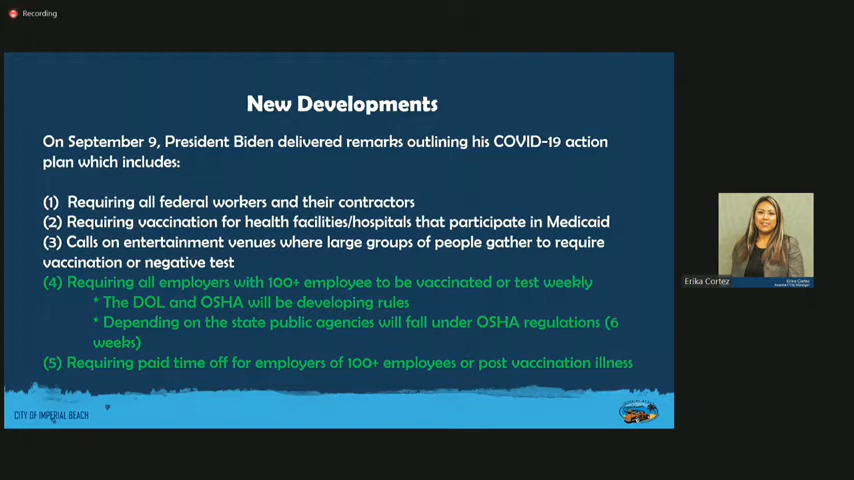 Recording
New Developments
On September 9, President Biden delivered remarks outlining his COVID-19 action
plan which includes:
(1) Requiring all federal workers and their contractors
(2) Requiring vaccination for health facilities/hospitals that participate in Medicaid
(3) Calls on entertainment venues where large groups of people gather to require
vaccination or negative test
(4) Requiring all employers with 100+ employee to be vaccinated or test weekly
* The DOL and OSHA will be developing rules
* Depending on the state public agencies will fall under OSHA regulations (6
weeks)
(5) Requiring paid time off for employers of 100+ employees or post vaccination illness
CITY OF IMPERIAL BEACH
Erika Cortez
Erika Cortez
Assistant City Manager